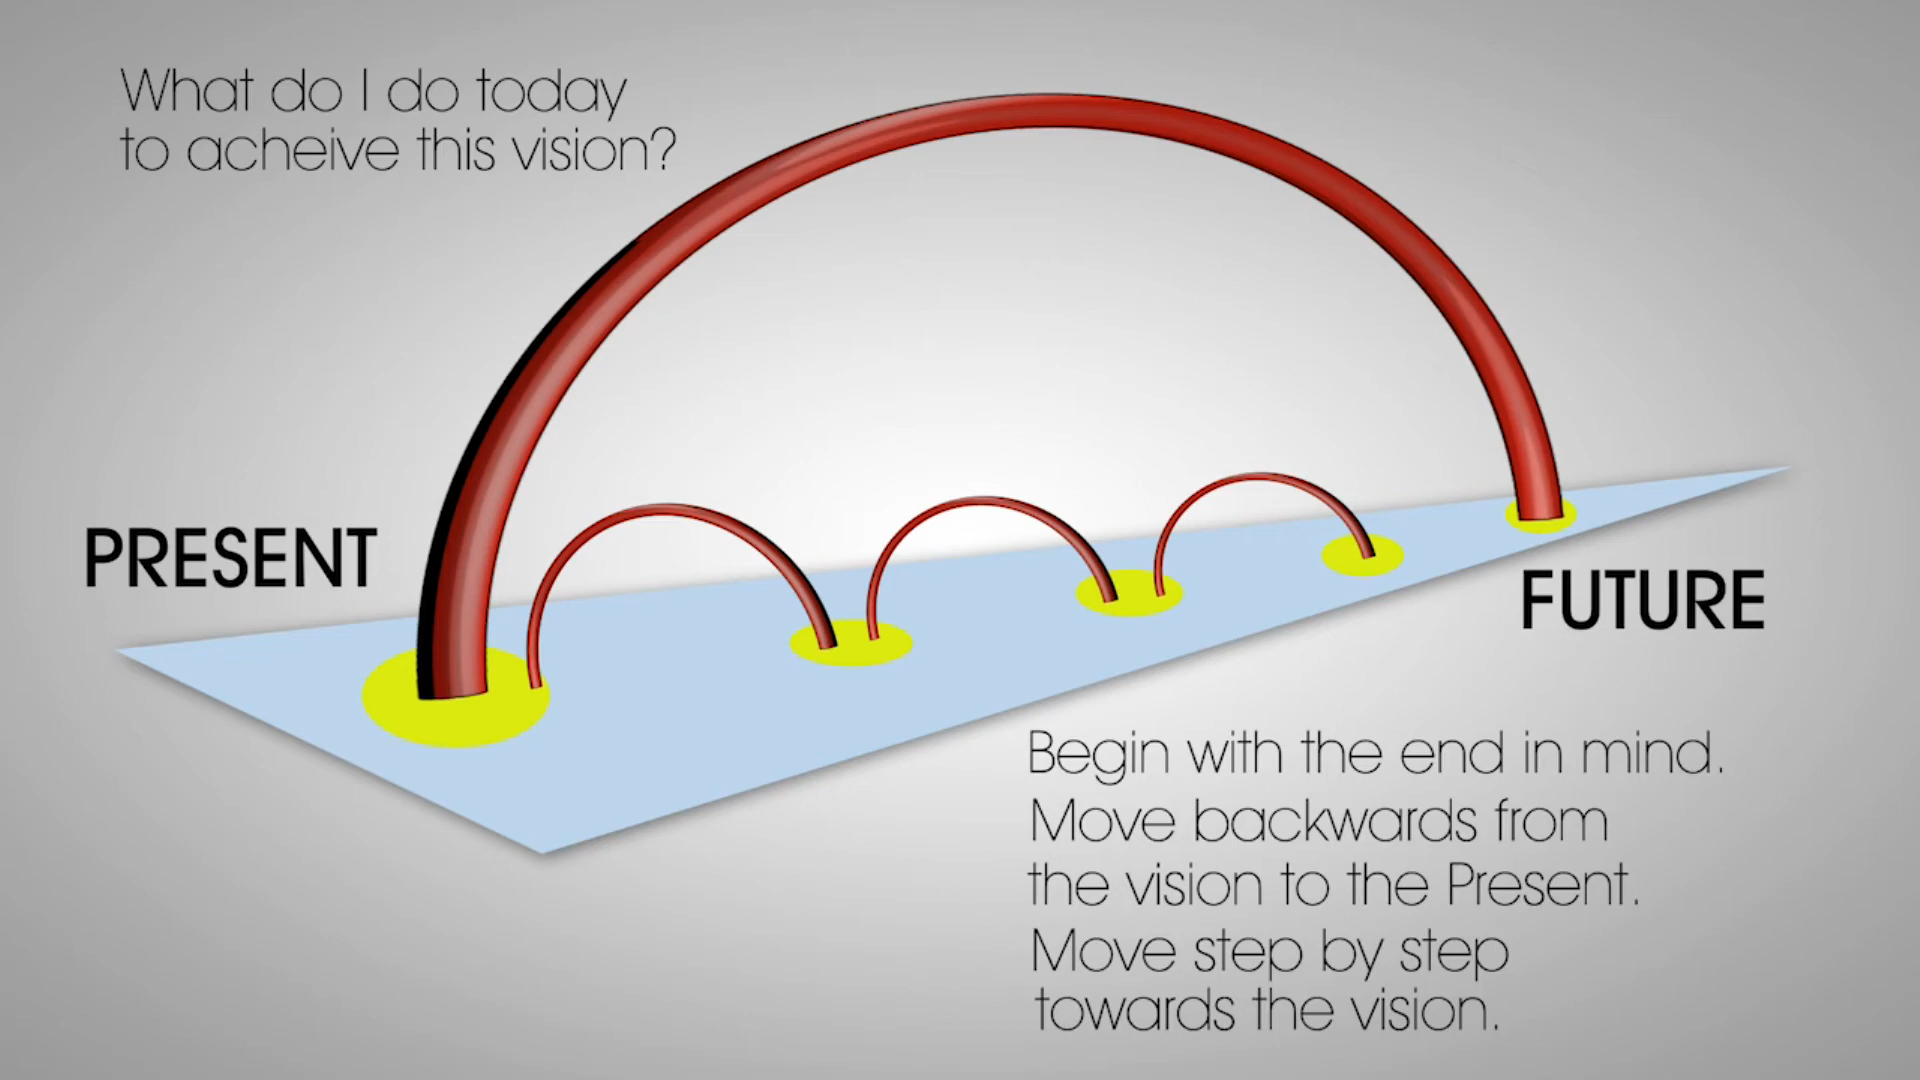 What do I do today
to acheive this vision?
PRESENT
FUTURE
Begin with the end in mind.
Move backwards from
the vision to the Present.
Move step by step
towards the vision.